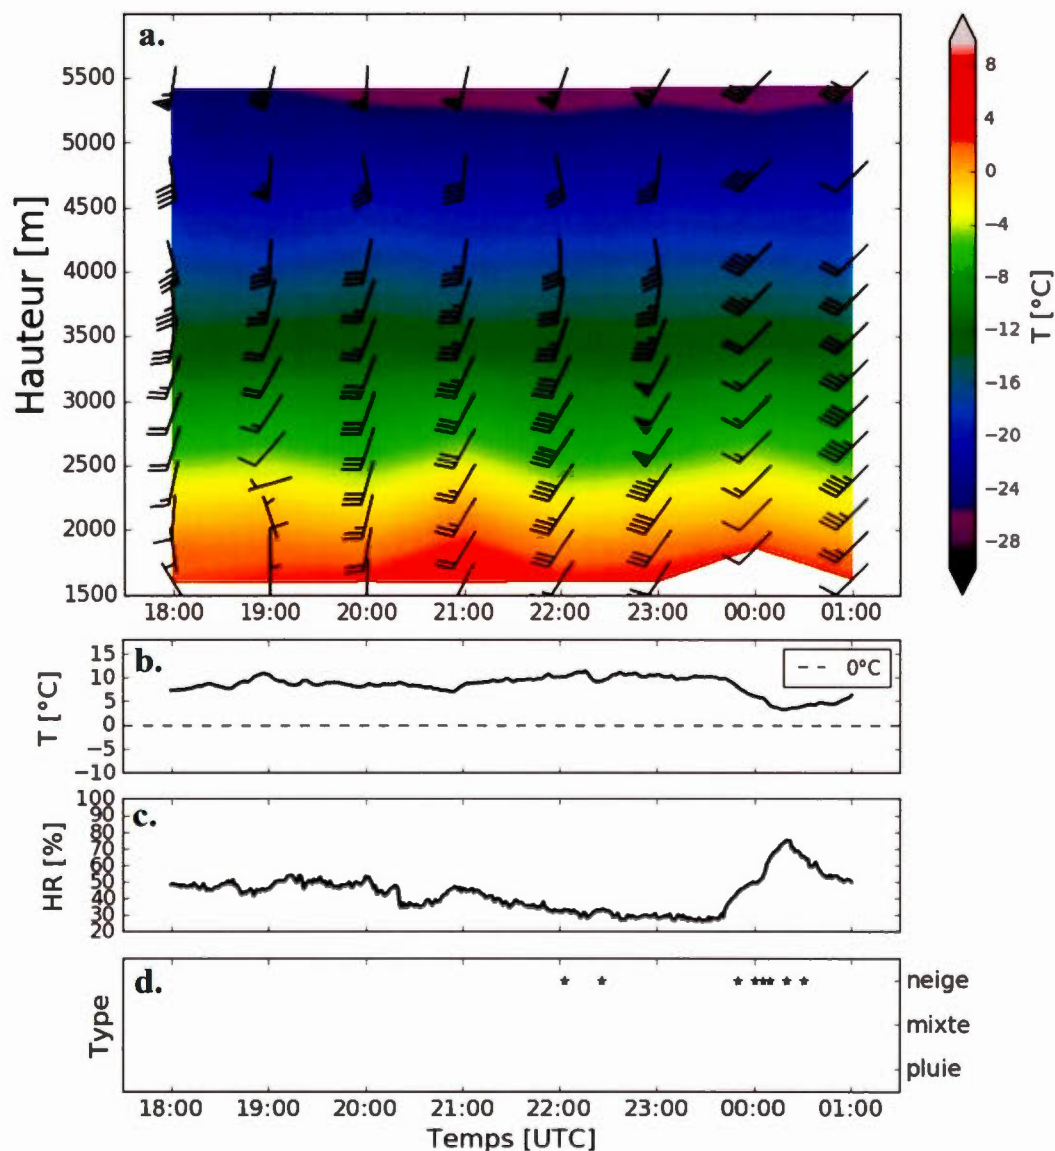 a.
Hauteur [m]
5500
5000
4500
4000
3500
3000
2500
2000
1500
18:00 19:00 20:00 21:00 22:00 23:00 00:00 01:00
8
4
0
−4
−8
−12
−16
−20
−24
−28
T [°C]
b.
T [°C]
15
10
5
0
−5
−10
0°C
c.
HR [%]
100
90
80
70
60
50
40
30
20
d.
Type
neige
mixte
pluie
18:00 19:00 20:00 21:00 22:00 23:00 00:00 01:00
Temps [UTC]